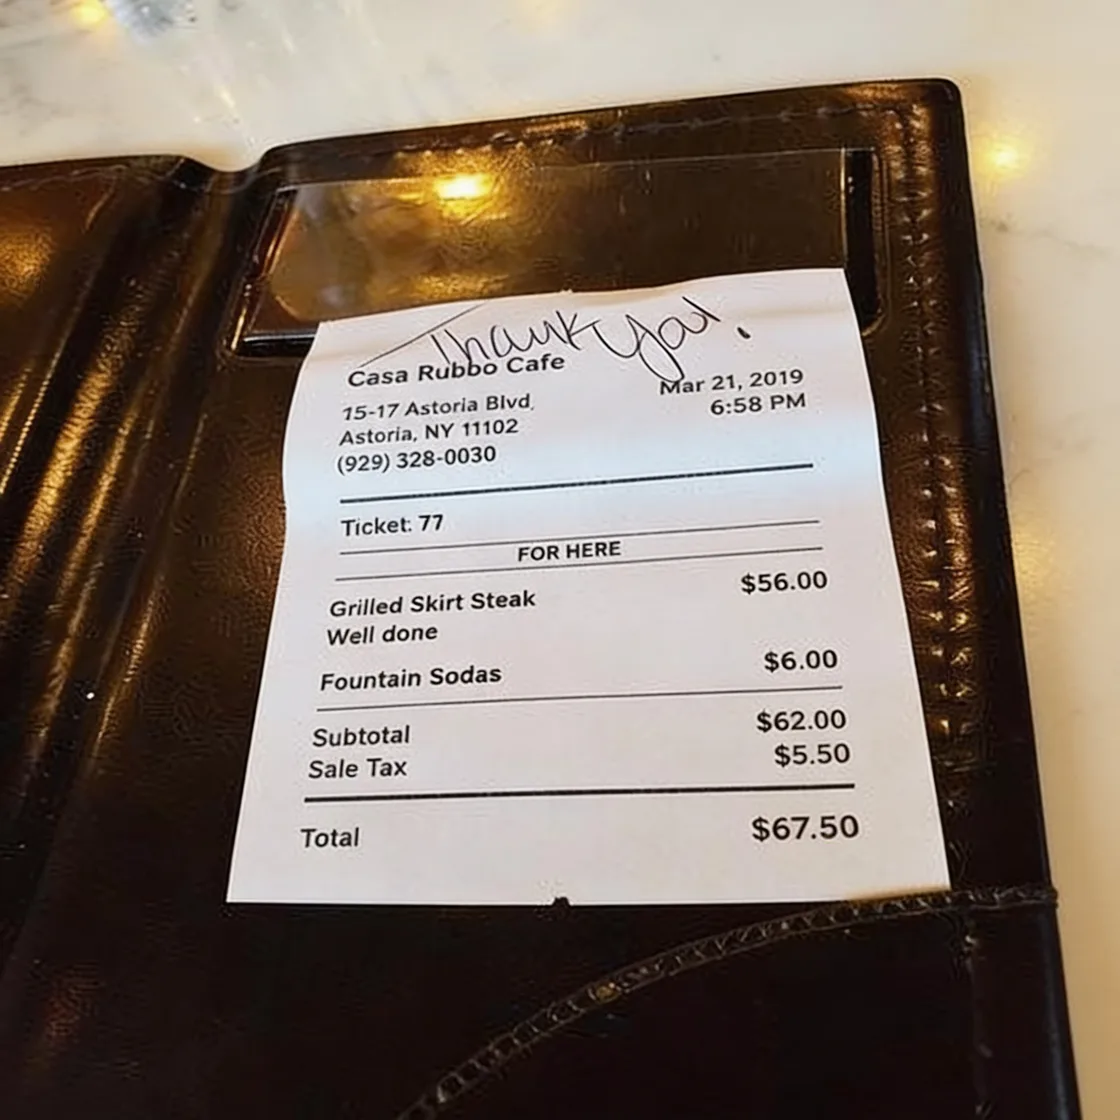 Thank You!
Casa Rubbo Cafe
15-17 Astoria Blvd.
Astoria, NY 11102
(929) 328-0030
Mar 21, 2019
6:58 PM
Ticket: 77
FOR HERE
Grilled Skirt Steak $56.00
Well done
Fountain Sodas $6.00
Subtotal $62.00
Sale Tax $5.50
Total $67.50